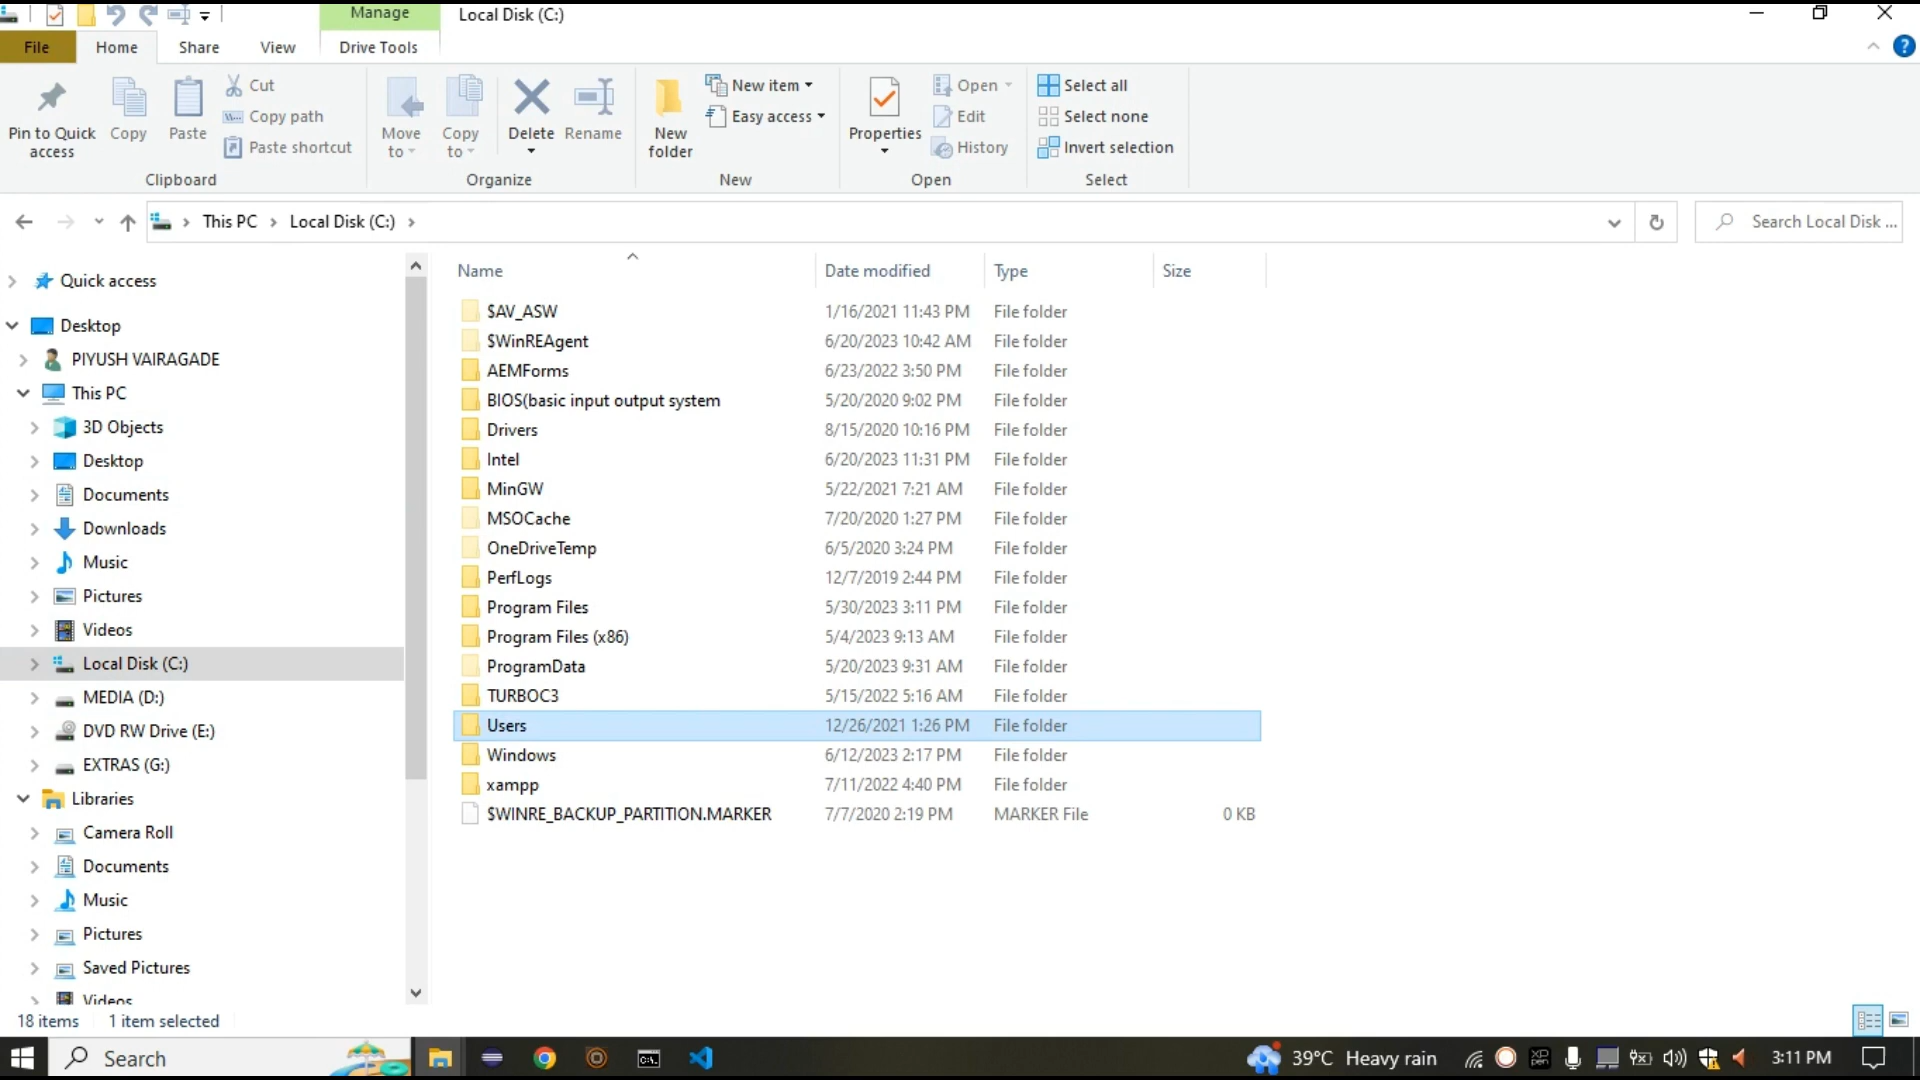 Manage
Local Disk (C:)
File
Home
Share
View
Drive Tools
Pin to Quick
access
Copy
Paste
Cut
Copy path
Paste shortcut
Clipboard
Move
to
Copy
to
Delete
Rename
Organize
New
folder
New item
Easy access
New
Properties
Open
Edit
History
Open
Select all
Select none
Invert selection
Select
This PC
Local Disk (C:)
Search Local Disk ...
Quick access
Desktop
PIYUSH VAIRAGADE
This PC
3D Objects
Desktop
Documents
Downloads
Music
Pictures
Videos
Local Disk (C:)
MEDIA (D:)
DVD RW Drive (E:)
EXTRAS (G:)
Libraries
Camera Roll
Documents
Music
Pictures
Saved Pictures
Videos
Name Date modified Type Size
$AV_ASW 1/16/2021 11:43 PM File folder
$WinREAgent 6/20/2023 10:42 AM File folder
AEMForms 6/23/2022 3:50 PM File folder
BIOS(basic input output system 5/20/2020 9:02 PM File folder
Drivers 8/15/2020 10:16 PM File folder
Intel 6/20/2023 11:31 PM File folder
MinGW 5/22/2021 7:21 AM File folder
MSOCache 7/20/2020 1:27 PM File folder
OneDriveTemp 6/5/2020 3:24 PM File folder
PerfLogs 12/7/2019 2:44 PM File folder
Program Files 5/30/2023 3:11 PM File folder
Program Files (x86) 5/4/2023 9:13 AM File folder
ProgramData 5/20/2023 9:31 AM File folder
TURBOC3 5/15/2022 5:16 AM File folder
Users 12/26/2021 1:26 PM File folder
Windows 6/12/2023 2:17 PM File folder
xampp 7/11/2022 4:40 PM File folder
$WINRE_BACKUP_PARTITION.MARKER 7/7/2020 2:19 PM MARKER File 0 KB
18 items 1 item selected
Search
39°C Heavy rain
3:11 PM